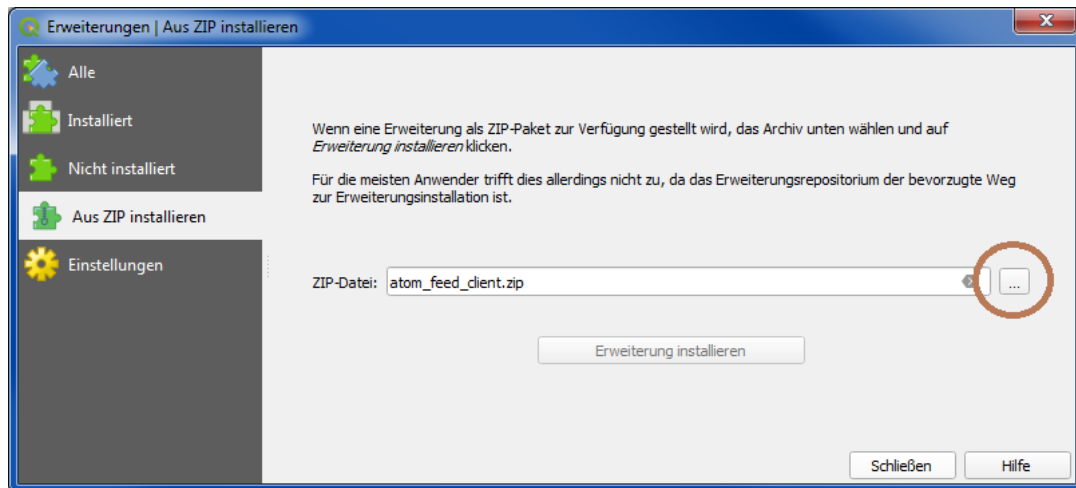 Erweiterungen | Aus ZIP installieren
Alle
Installiert
Nicht installiert
Aus ZIP installieren
Einstellungen
Wenn eine Erweiterung als ZIP-Paket zur Verfügung gestellt wird, das Archiv unten wählen und auf
Erweiterung installieren klicken.
Für die meisten Anwender trifft dies allerdings nicht zu, da das Erweiterungsrepositorium der bevorzugte Weg
zur Erweiterungsinstallation ist.
ZIP-Datei: atom_feed_client.zip ...
Erweiterung installieren
Schließen Hilfe